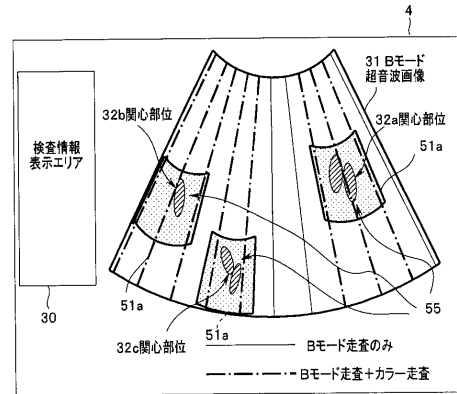 4
31 Bモード
超音波画像
32b関心部位
32a関心部位
51a
検査情報
表示エリア
51a
55
30
51a
32c関心部位
Bモード走査のみ
Bモード走査+カラー走査